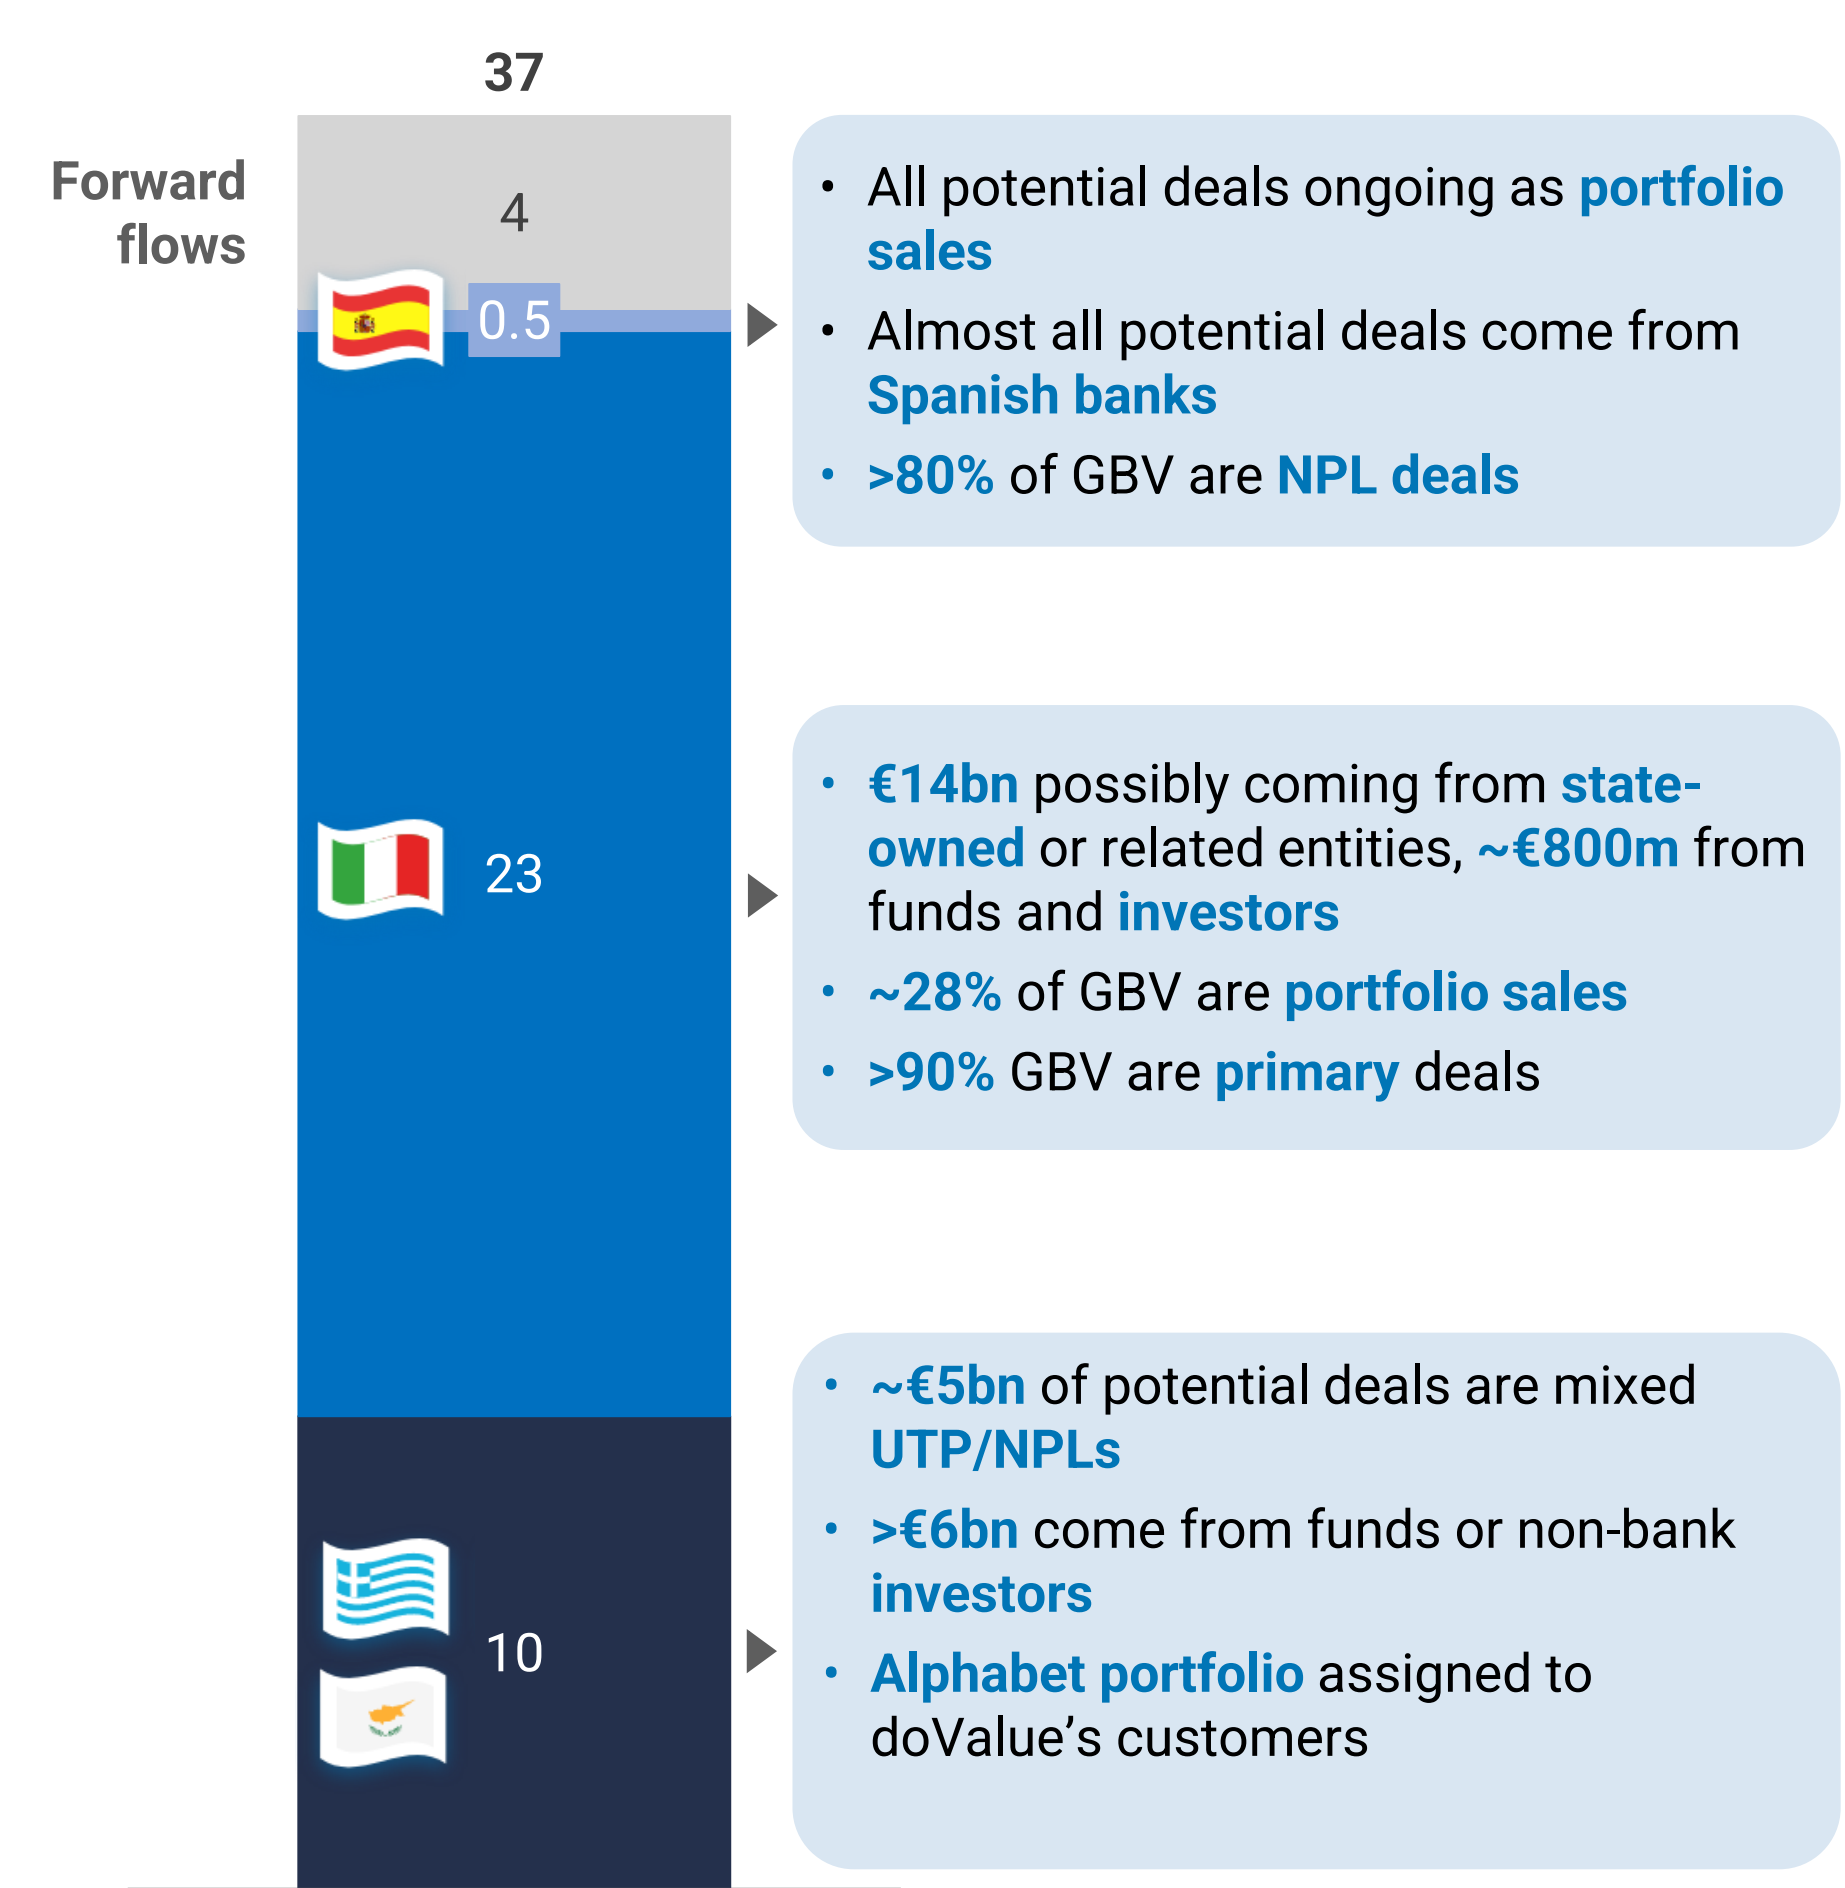 37
Forward
flows
4
0.5
• All potential deals ongoing as portfolio
sales
• Almost all potential deals come from
Spanish banks
• >80% of GBV are NPL deals
23
• €14bn possibly coming from state-
owned or related entities, ~€800m from
funds and investors
• ~28% of GBV are portfolio sales
• >90% GBV are primary deals
10
• ~€5bn of potential deals are mixed
UTP/NPLs
• >€6bn come from funds or non-bank
investors
• Alphabet portfolio assigned to
doValue’s customers